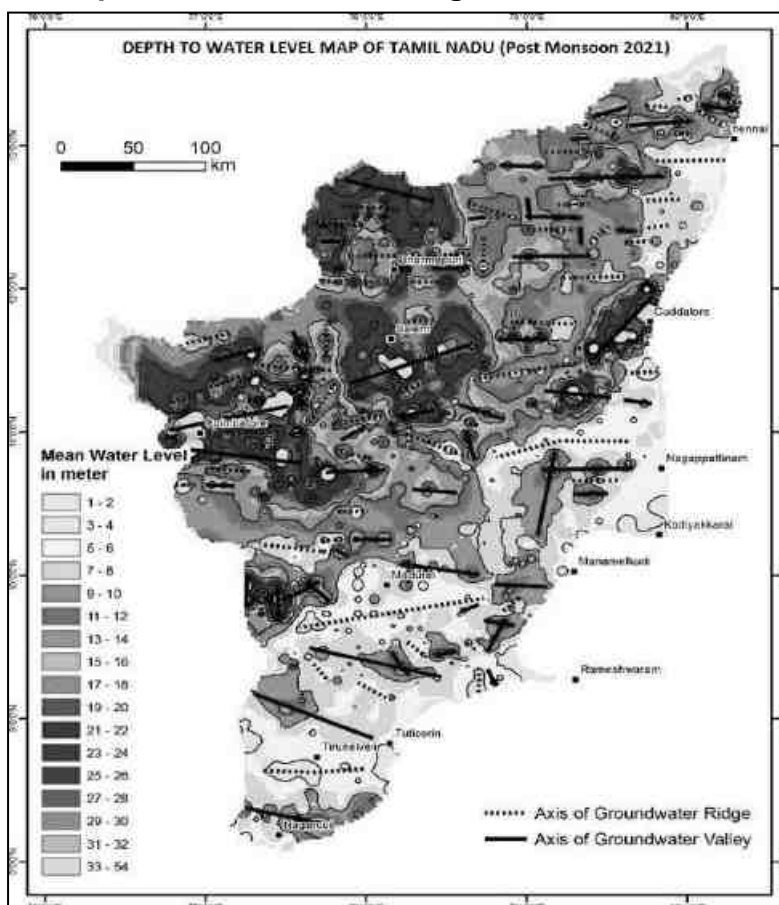 DEPTH TO WATER LEVEL MAP OF TAMIL NADU (Post Monsoon 2021)
0 50 100
km
Chennai
Dharmapuri
Salem
Cuddalore
Coimbatore
Mean Water Level
in meter
Nagappattinam
1 - 2
3 - 4
Kodiyakkarai
5 - 6
7 - 8
Madurai
Manamelkudi
9 - 10
11 - 12
13 - 14
15 - 16
17 - 18
Rameshwaram
19 - 20
21 - 22
23 - 24
Tuticorin
Tirunelveli
25 - 26
27 - 28
29 - 30
Axis of Groundwater Ridge
31 - 32
Axis of Groundwater Valley
33 - 54